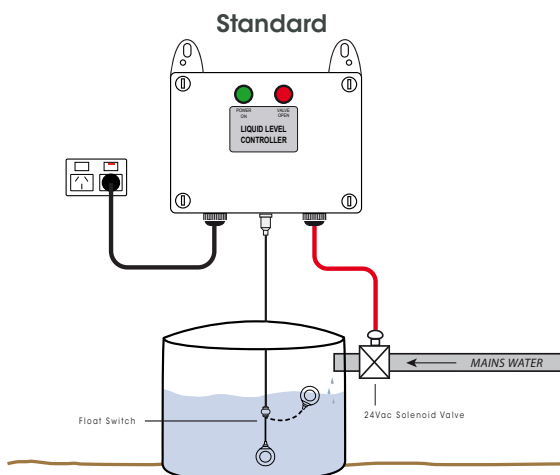 Standard
POWER
ON
VALVE
OPEN
LIQUID LEVEL
CONTROLLER
MAINS WATER
24Vac Solenoid Valve
Float Switch